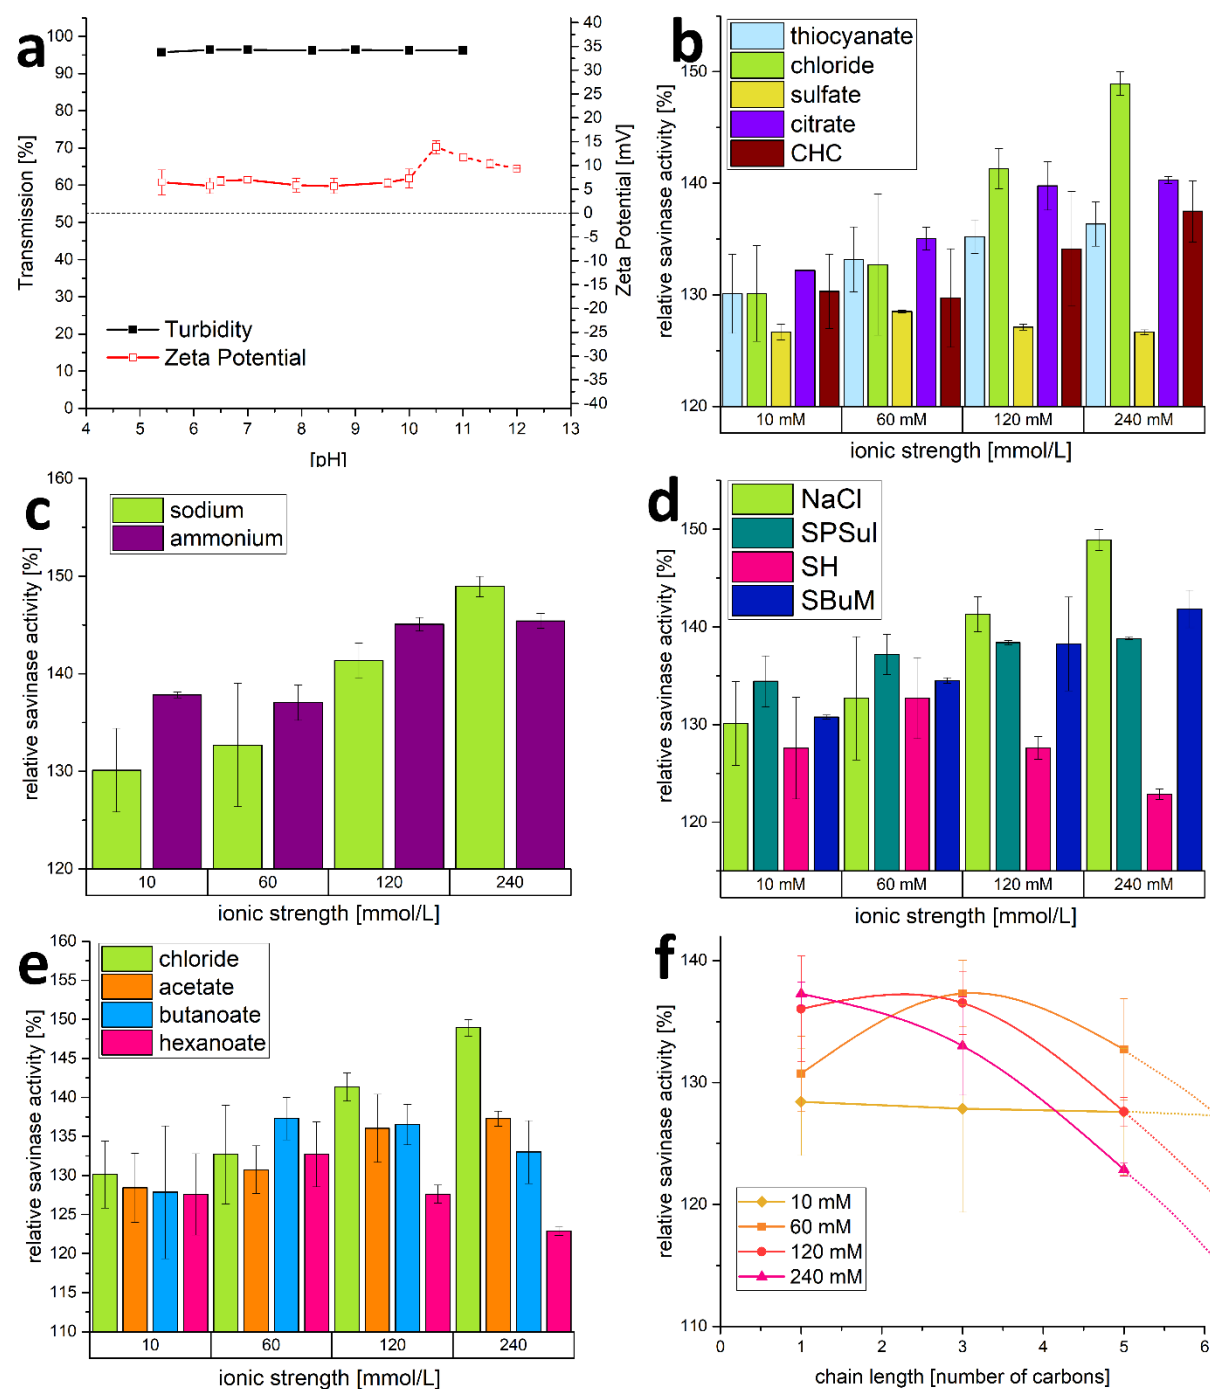 a
Transmission [%]
100
90
80
70
60
50
40
30
20
10
0
4 5 6 7 8 9 10 11 12 13
[pH]
40
35
30
25
20
15
10
5
0
-5
-10
-15
-20
-25
-30
-35
-40
Zeta Potential [mV]
Turbidity
Zeta Potential
b
thiocyanate
chloride
sulfate
citrate
CHC
relative savinase activity [%]
150
140
130
120
10 mM 60 mM 120 mM 240 mM
ionic strength [mmol/L]
c
sodium
ammonium
relative savinase activity [%]
160
150
140
130
120
10 60 120 240
ionic strength [mmol/L]
d
NaCl
SPSul
SH
SBuM
relative savinase activity [%]
150
140
130
120
10 mM 60 mM 120 mM 240 mM
ionic strength [mmol/L]
e
chloride
acetate
butanoate
hexanoate
relative savinase activity [%]
160
155
150
145
140
135
130
125
120
115
110
10 60 120 240
ionic strength [mmol/L]
f
relative savinase activity [%]
140
130
120
110
10 mM
60 mM
120 mM
240 mM
0 1 2 3 4 5 6
chain length [number of carbons]